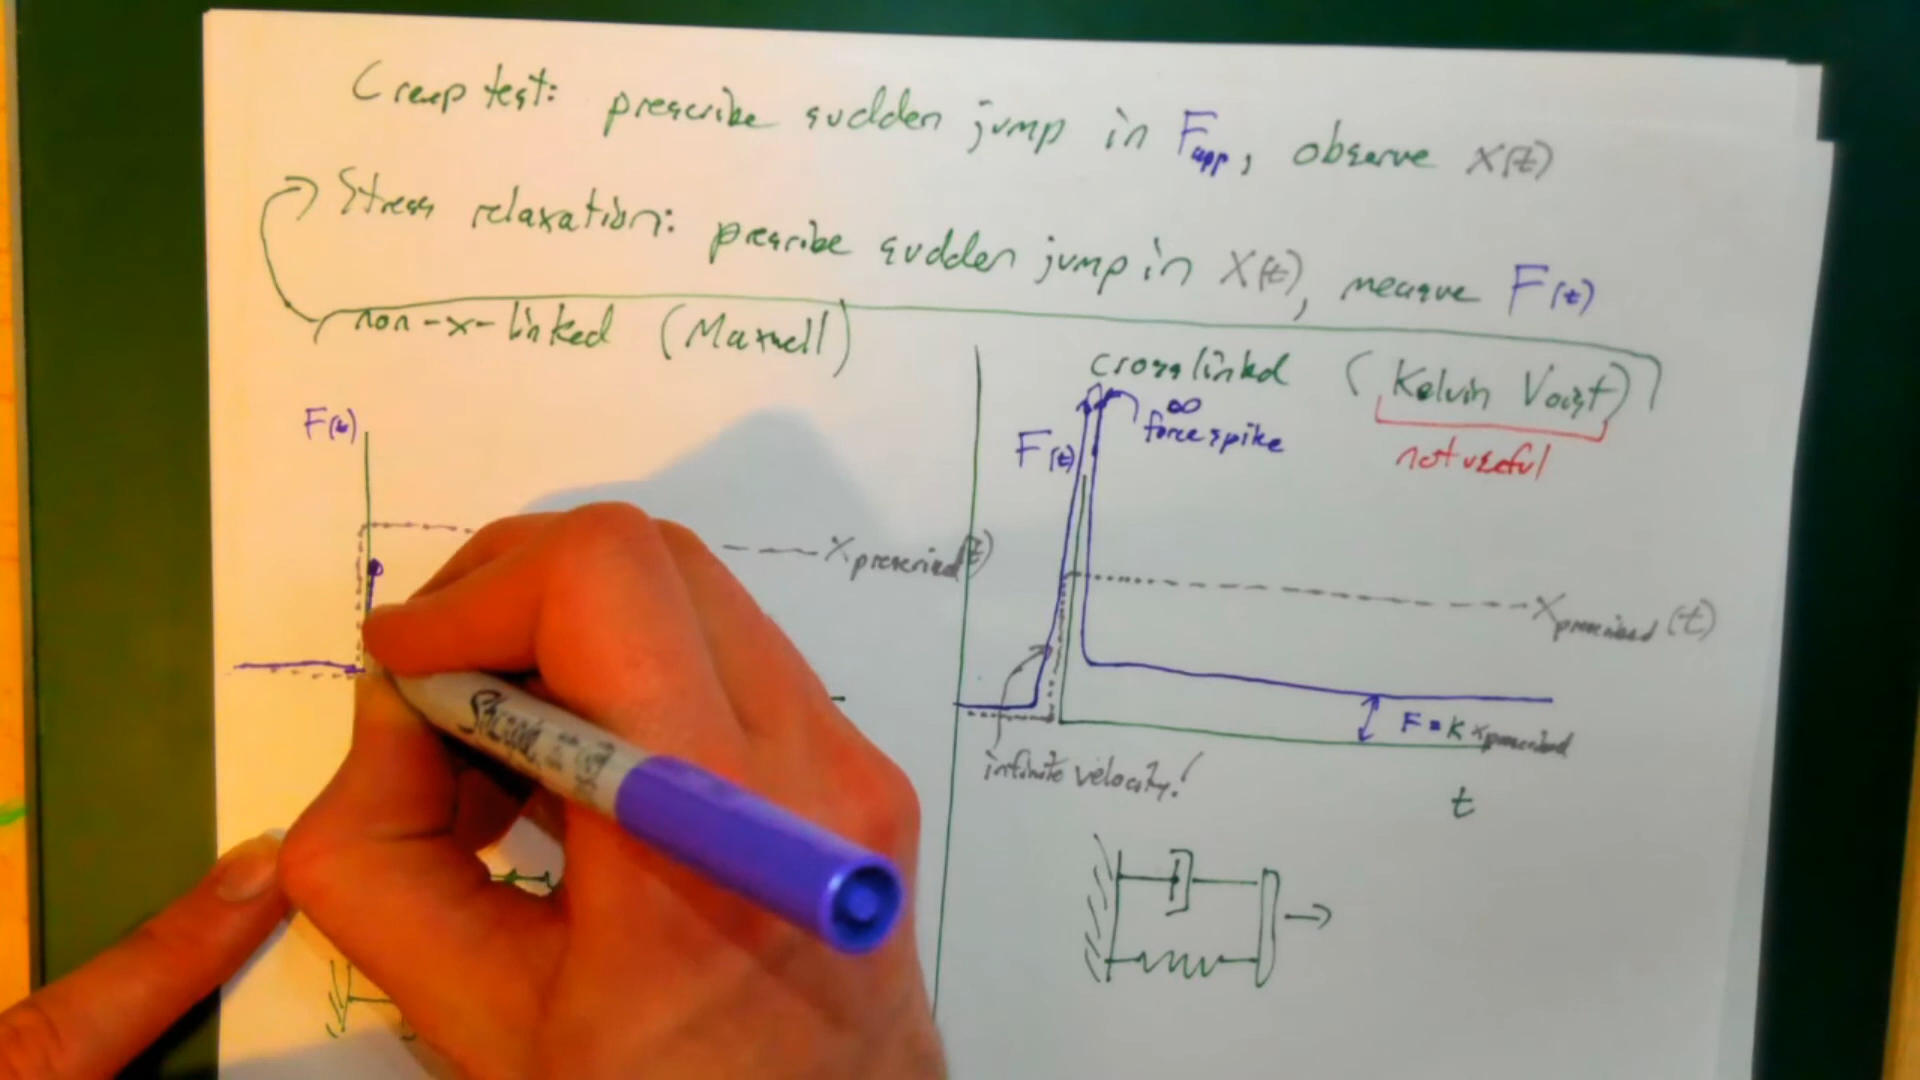 Creep test: prescribe sudden jump in Fapp, observe X(t)
Stress relaxation: prescribe sudden jump in X(t), measure F(t)
non-x-linked (Maxwell)
F(t)
Xprescribed(t)
crosslinked (Kelvin Voigt)
not useful
∞
force spike
F(t)
Xprescribed (t)
F = K Xprescribed
infinite velocity!
t